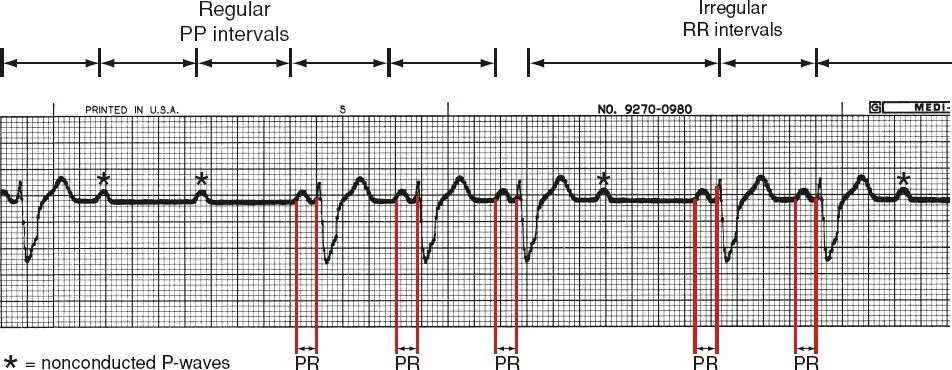 Regular
PP intervals
Irregular
RR intervals
PRINTED IN U.S.A.
5
NO. 9270-0980
G MEDI-
*
*
*
*
* = nonconducted P-waves
PR
PR
PR
PR
PR